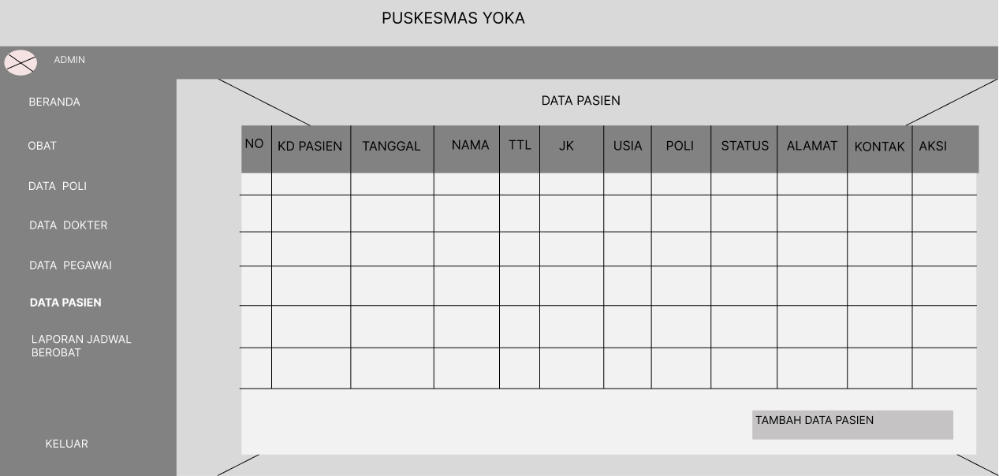 PUSKESMAS YOKA
ADMIN
BERANDA
OBAT
DATA POLI
DATA DOKTER
DATA PEGAWAI
DATA PASIEN
LAPORAN JADWAL
BEROBAT
KELUAR
DATA PASIEN
NO KD PASIEN TANGGAL NAMA TTL JK USIA POLI STATUS ALAMAT KONTAK AKSI
TAMBAH DATA PASIEN